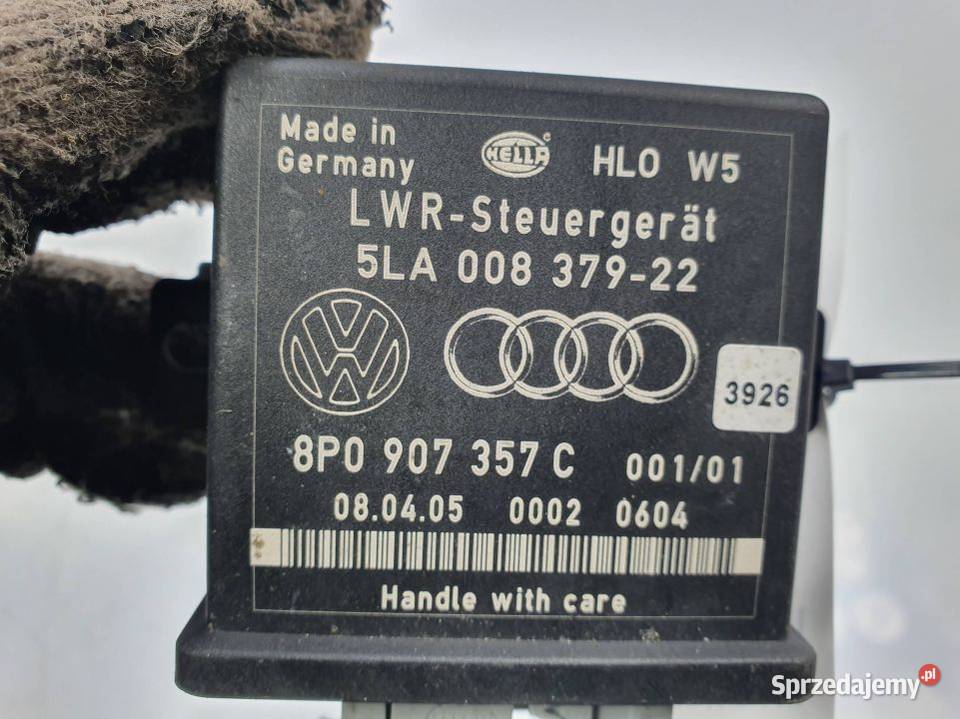 Made in
Germany
HELLA
HLO W5
LWR-Steuergerät
5LA 008 379-22
3926
8P0 907 357 C 001/01
08.04.05 0002 0604
Handle with care
Sprzedajemy.pl